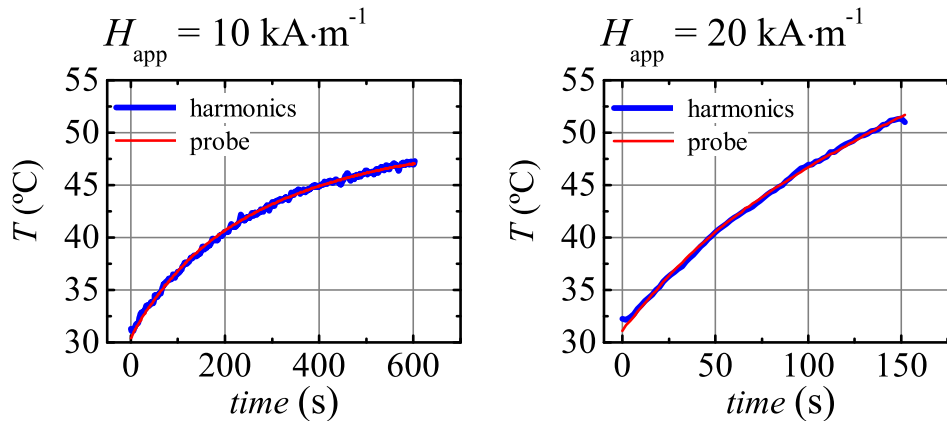 H_app = 10 kA·m⁻¹
55
50
45
40
35
30
T (ºC)
harmonics
probe
0 200 400 600
time (s)
H_app = 20 kA·m⁻¹
55
50
45
40
35
30
T (ºC)
harmonics
probe
0 50 100 150
time (s)